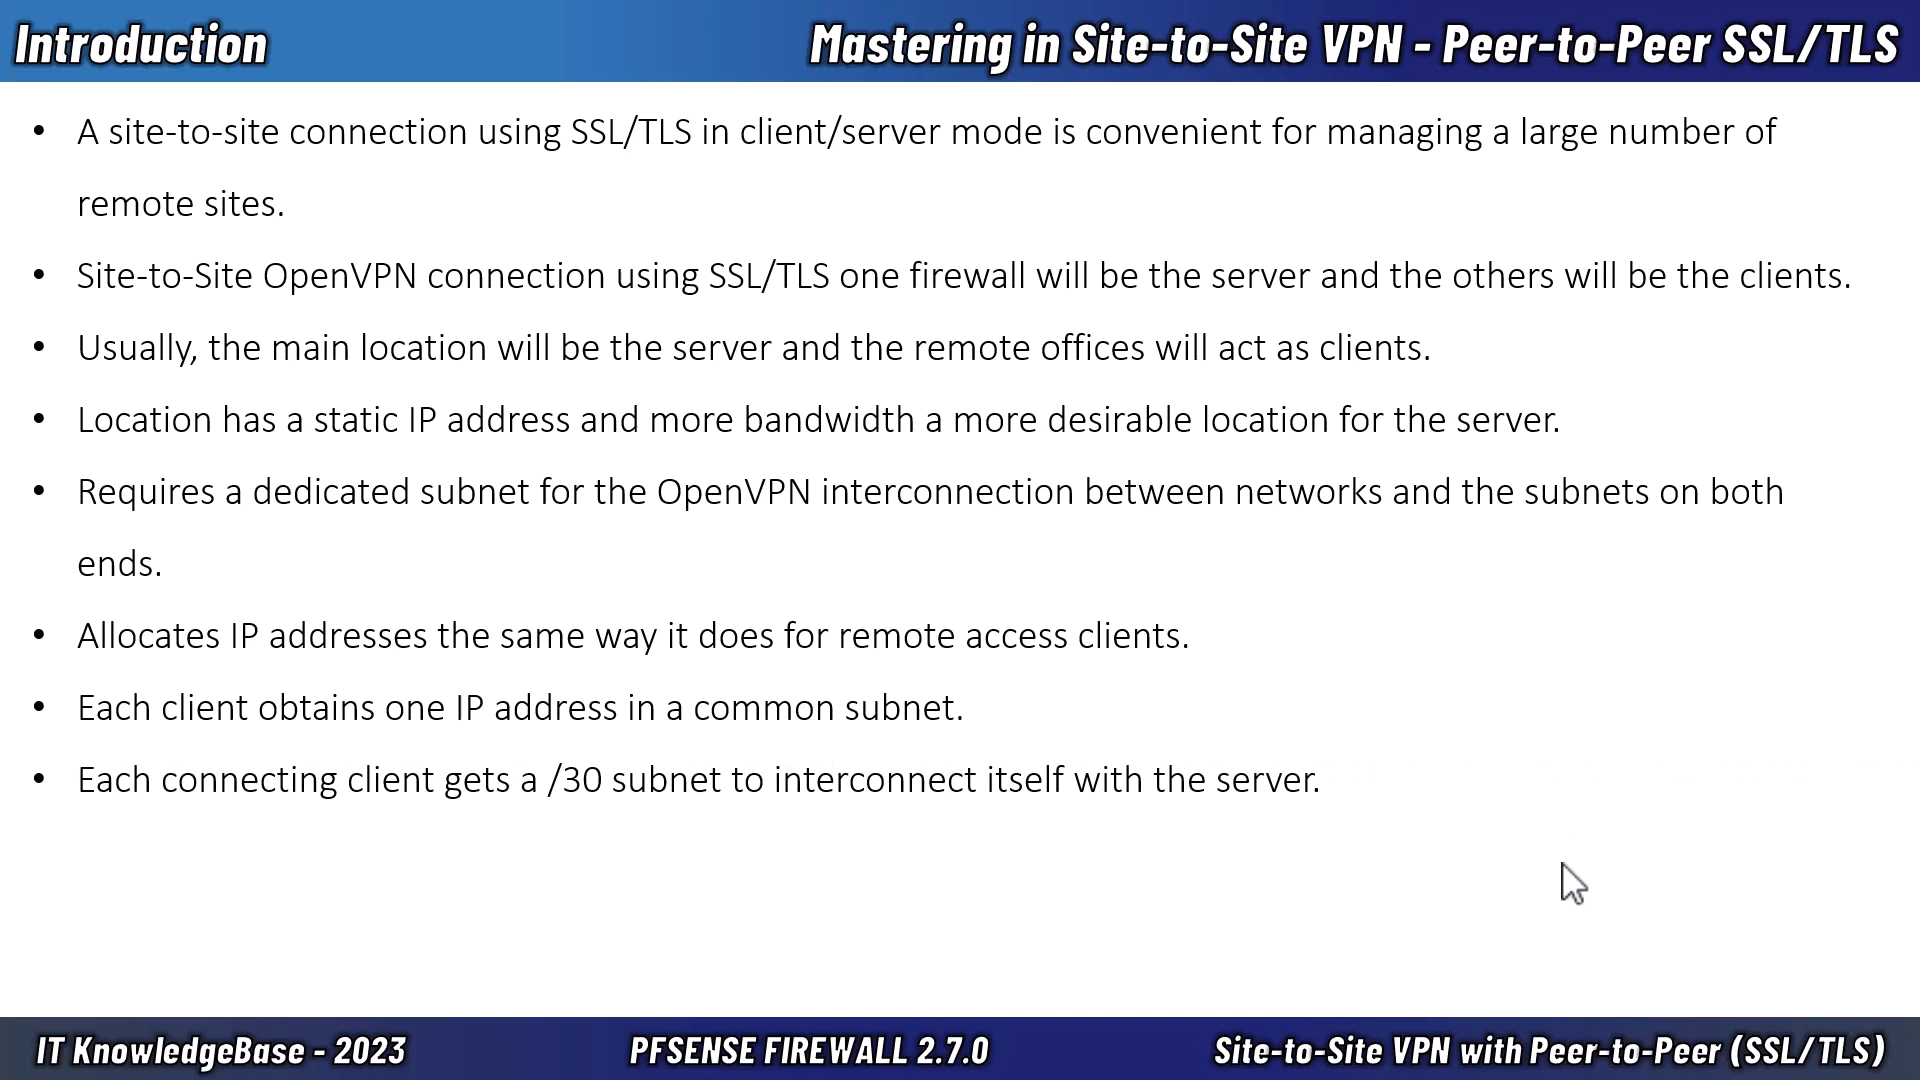 Introduction
Mastering in Site-to-Site VPN - Peer-to-Peer SSL/TLS
• A site-to-site connection using SSL/TLS in client/server mode is convenient for managing a large number of
remote sites.
• Site-to-Site OpenVPN connection using SSL/TLS one firewall will be the server and the others will be the clients.
• Usually, the main location will be the server and the remote offices will act as clients.
• Location has a static IP address and more bandwidth a more desirable location for the server.
• Requires a dedicated subnet for the OpenVPN interconnection between networks and the subnets on both
ends.
• Allocates IP addresses the same way it does for remote access clients.
• Each client obtains one IP address in a common subnet.
• Each connecting client gets a /30 subnet to interconnect itself with the server.
IT KnowledgeBase - 2023
PFSENSE FIREWALL 2.7.0
Site-to-Site VPN with Peer-to-Peer (SSL/TLS)